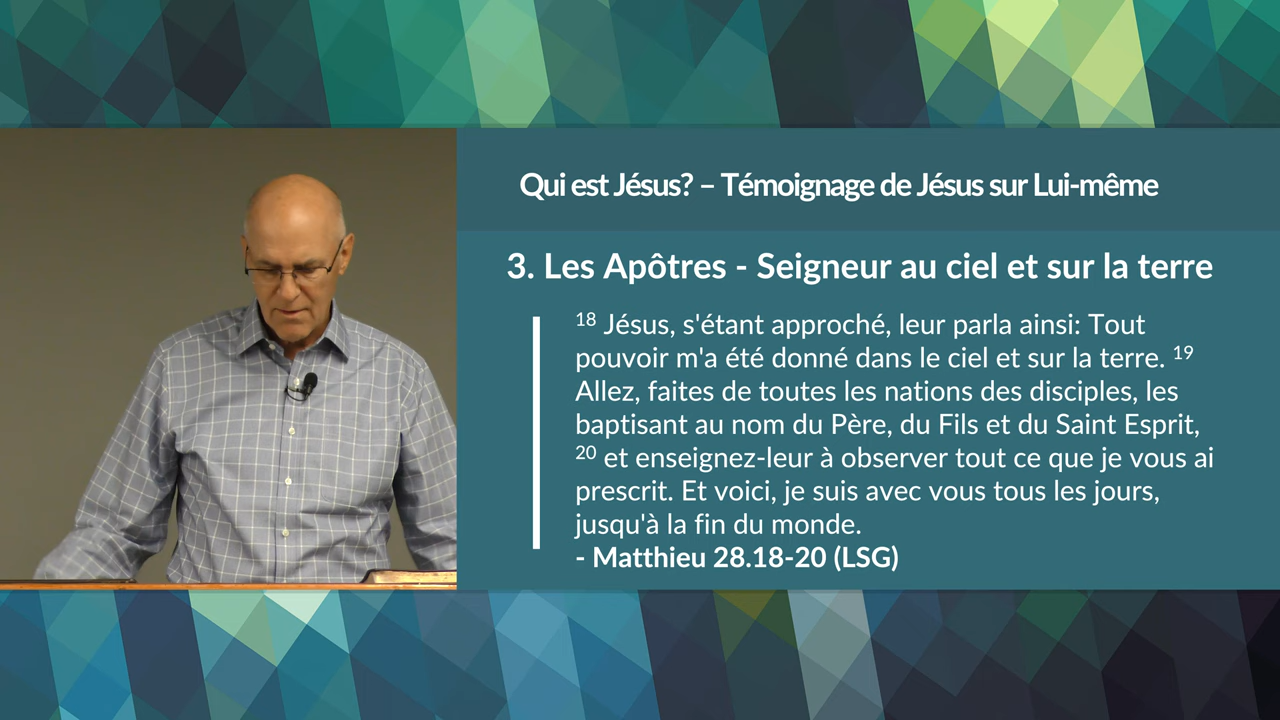 Qui est Jésus? – Témoignage de Jésus sur Lui-même
3. Les Apôtres - Seigneur au ciel et sur la terre
18 Jésus, s'étant approché, leur parla ainsi: Tout
pouvoir m'a été donné dans le ciel et sur la terre. 19
Allez, faites de toutes les nations des disciples, les
baptisant au nom du Père, du Fils et du Saint Esprit,
20 et enseignez-leur à observer tout ce que je vous ai
prescrit. Et voici, je suis avec vous tous les jours,
jusqu'à la fin du monde.
- Matthieu 28.18-20 (LSG)